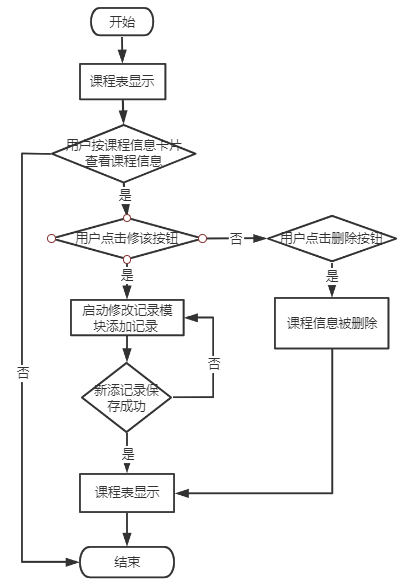 开始
课程表显示
用户按课程信息卡片
查看课程信息
是
用户点击修该按钮
否
用户点击删除按钮
是
是
启动修改记录模
块添加记录
课程信息被删除
否
否
新添记录保
存成功
是
课程表显示
结束